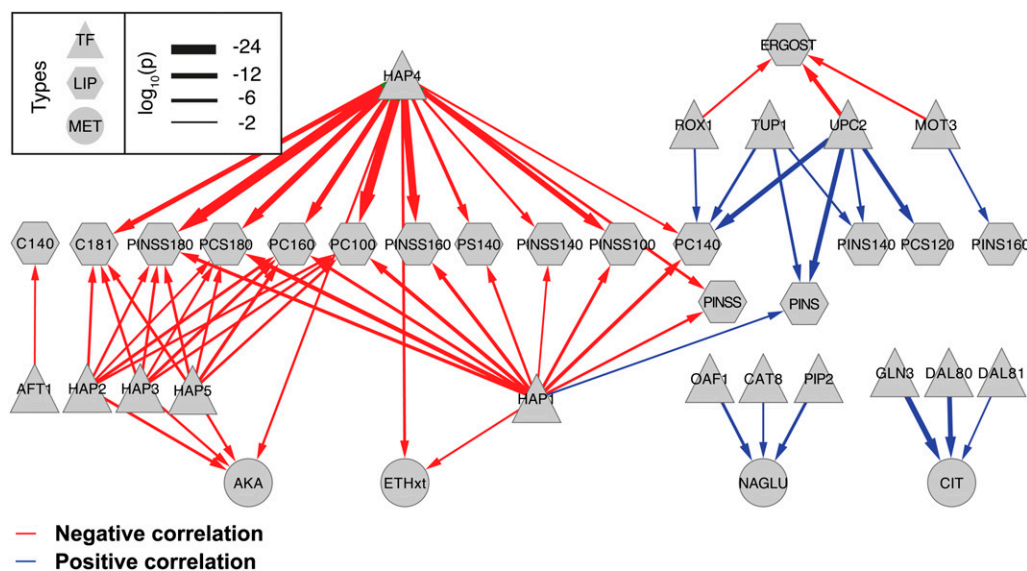 Types
TF
LIP
MET
log10(p)
-24
-12
-6
-2
ERGOST
HAP4
ROX1 TUP1 UPC2 MOT3
C140 C181 PINSS180 PCS180 PC160 PC100 PINSS160 PS140 PINSS140 PINSS100 PC140 PINS140 PCS120 PINS160
PINSS PINS
AFT1 HAP2 HAP3 HAP5 HAP1 OAF1 CAT8 PIP2 GLN3 DAL80 DAL81
AKA ETHxt NAGLU CIT
Negative correlation
Positive correlation